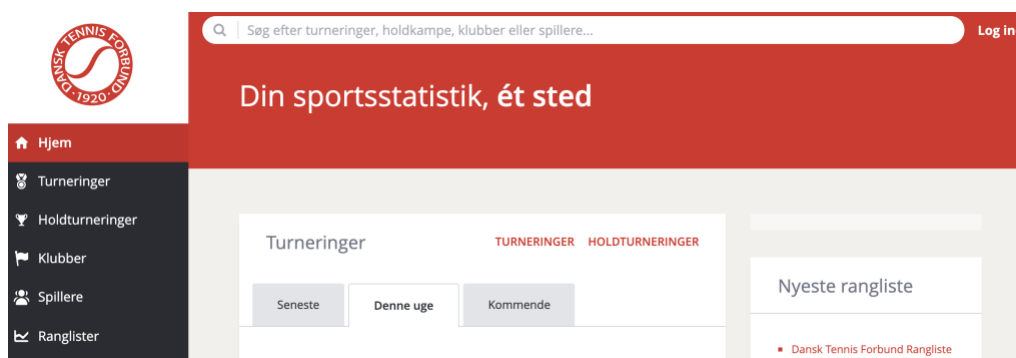 DANSK TENNIS FORBUND
1920
Søg efter turneringer, holdkampe, klubber eller spillere...
Log in
Din sportsstatistik, ét sted
Hjem
Turneringer
Holdturneringer
Klubber
Spillere
Ranglister
Turneringer
TURNERINGER HOLDTURNERINGER
Seneste
Denne uge
Kommende
Nyeste rangliste
Dansk Tennis Forbund Rangliste